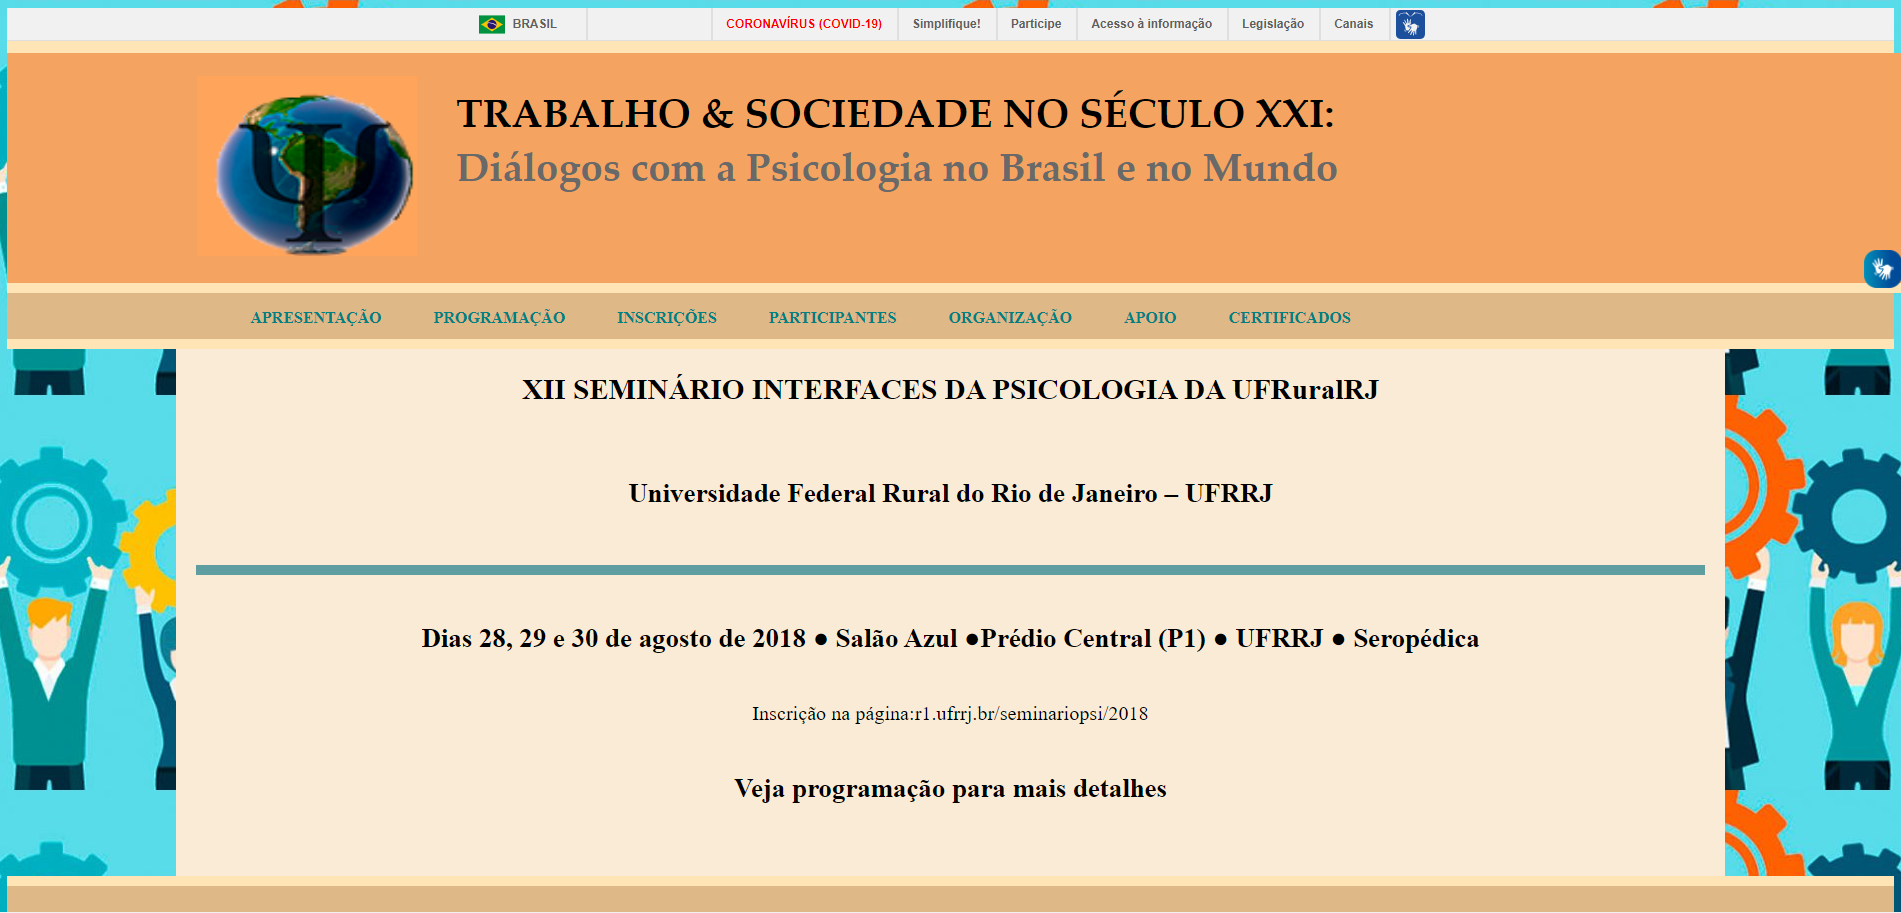 BRASIL CORONAVÍRUS (COVID-19) Simplifique! Participe Acesso à informação Legislação Canais
TRABALHO & SOCIEDADE NO SÉCULO XXI:
Diálogos com a Psicologia no Brasil e no Mundo
Ψ
APRESENTAÇÃO PROGRAMAÇÃO INSCRIÇÕES PARTICIPANTES ORGANIZAÇÃO APOIO CERTIFICADOS
XII SEMINÁRIO INTERFACES DA PSICOLOGIA DA UFRuralRJ
Universidade Federal Rural do Rio de Janeiro – UFRRJ
Dias 28, 29 e 30 de agosto de 2018 ● Salão Azul ●Prédio Central (P1) ● UFRRJ ● Seropédica
Inscrição na página:r1.ufrrj.br/seminariopsi/2018
Veja programação para mais detalhes